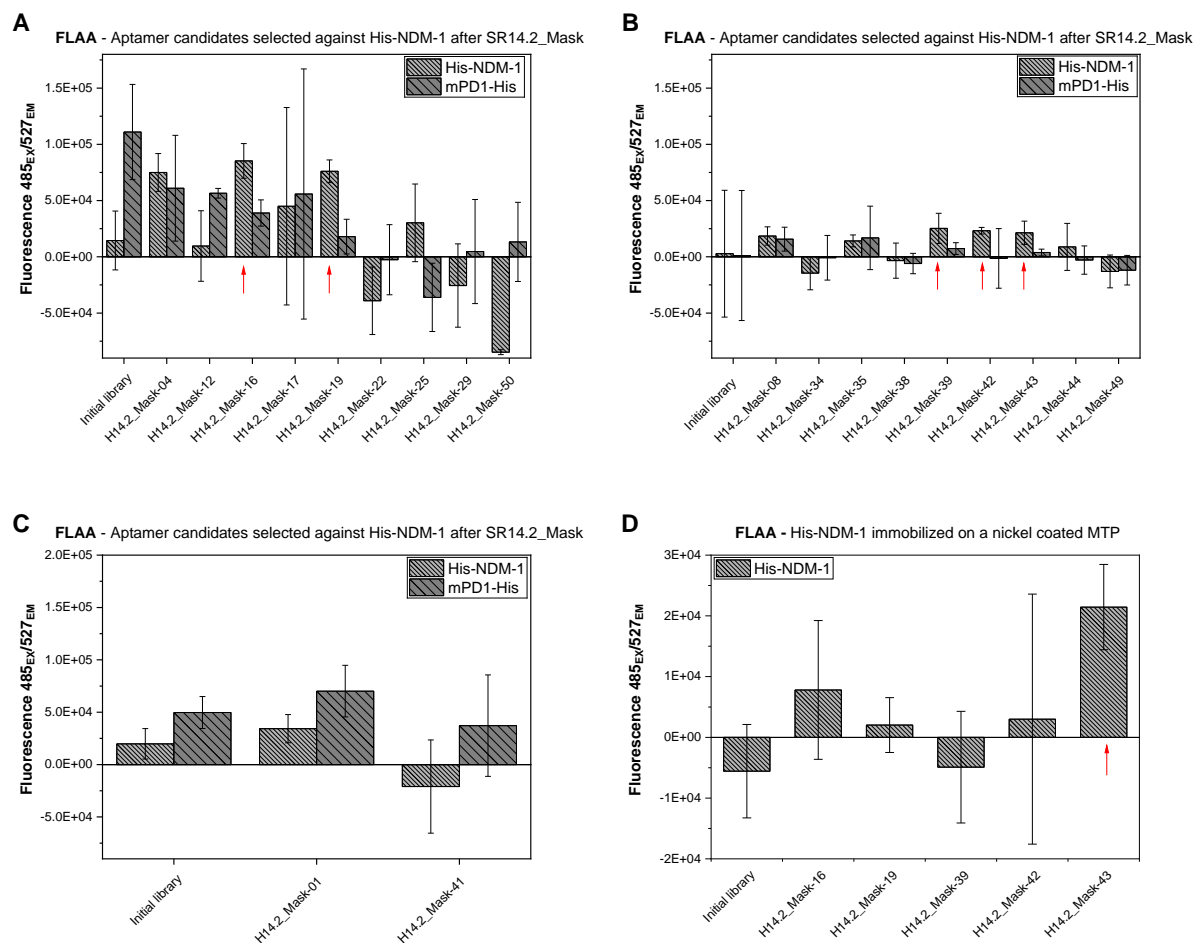 A
FLAA - Aptamer candidates selected against His-NDM-1 after SR14.2_Mask
His-NDM-1
mPD1-His
Fluorescence 485EX/527EM
1.5E+05
1.0E+05
5.0E+04
0.0E+00
-5.0E+04
Initial library
H14.2_Mask-04
H14.2_Mask-12
H14.2_Mask-16
H14.2_Mask-17
H14.2_Mask-19
H14.2_Mask-22
H14.2_Mask-25
H14.2_Mask-29
H14.2_Mask-50
B
FLAA - Aptamer candidates selected against His-NDM-1 after SR14.2_Mask
His-NDM-1
mPD1-His
Fluorescence 485EX/527EM
1.5E+05
1.0E+05
5.0E+04
0.0E+00
-5.0E+04
Initial library
H14.2_Mask-08
H14.2_Mask-34
H14.2_Mask-35
H14.2_Mask-38
H14.2_Mask-39
H14.2_Mask-42
H14.2_Mask-43
H14.2_Mask-44
H14.2_Mask-49
C
FLAA - Aptamer candidates selected against His-NDM-1 after SR14.2_Mask
His-NDM-1
mPD1-His
Fluorescence 485EX/527EM
2.0E+05
1.5E+05
1.0E+05
5.0E+04
0.0E+00
-5.0E+04
Initial library
H14.2_Mask-01
H14.2_Mask-41
D
FLAA - His-NDM-1 immobilized on a nickel coated MTP
His-NDM-1
Fluorescence 485EX/527EM
3E+04
2E+04
1E+04
0E+00
-1E+04
-2E+04
Initial library
H14.2_Mask-16
H14.2_Mask-19
H14.2_Mask-39
H14.2_Mask-42
H14.2_Mask-43